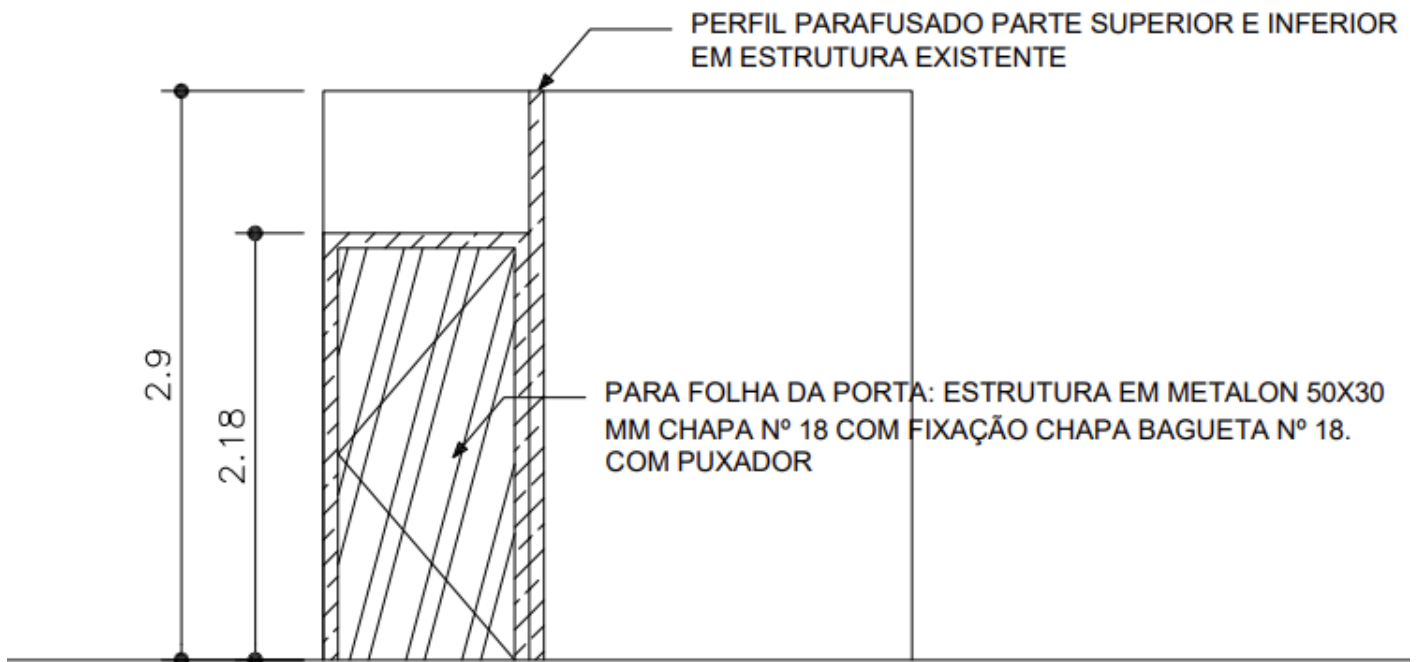 PERFIL PARAFUSADO PARTE SUPERIOR E INFERIOR
EM ESTRUTURA EXISTENTE
2.9
2.18
PARA FOLHA DA PORTA: ESTRUTURA EM METALON 50X30
MM CHAPA Nº 18 COM FIXAÇÃO CHAPA BAGUETA Nº 18.
COM PUXADOR